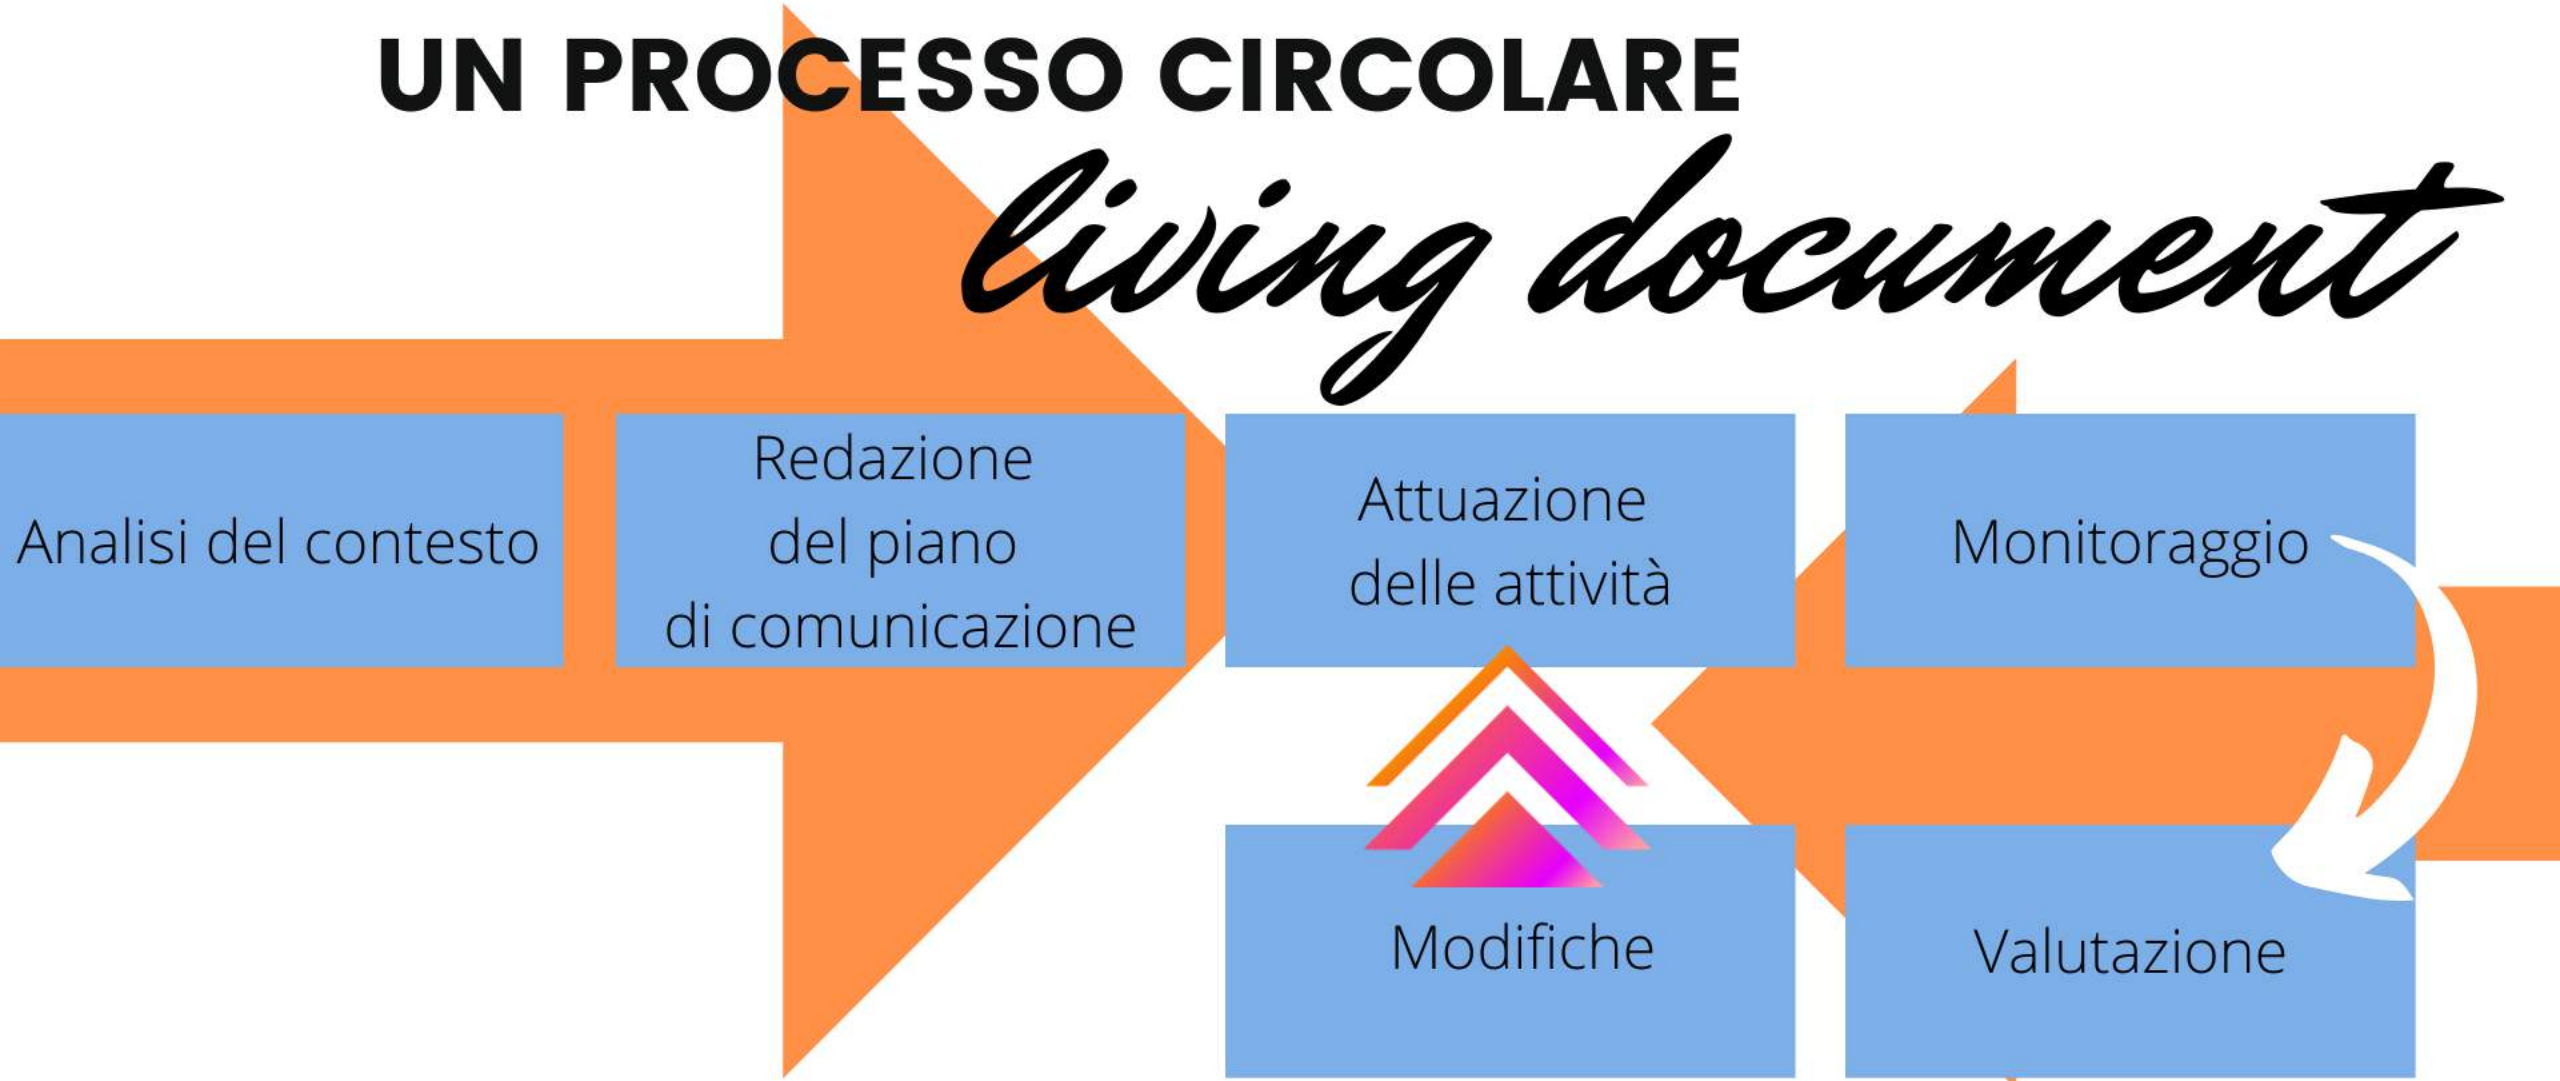 UN PROCESSO CIRCOLARE
living document
Analisi del contesto
Redazione
del piano
di comunicazione
Attuazione
delle attività
Monitoraggio
Modifiche
Valutazione